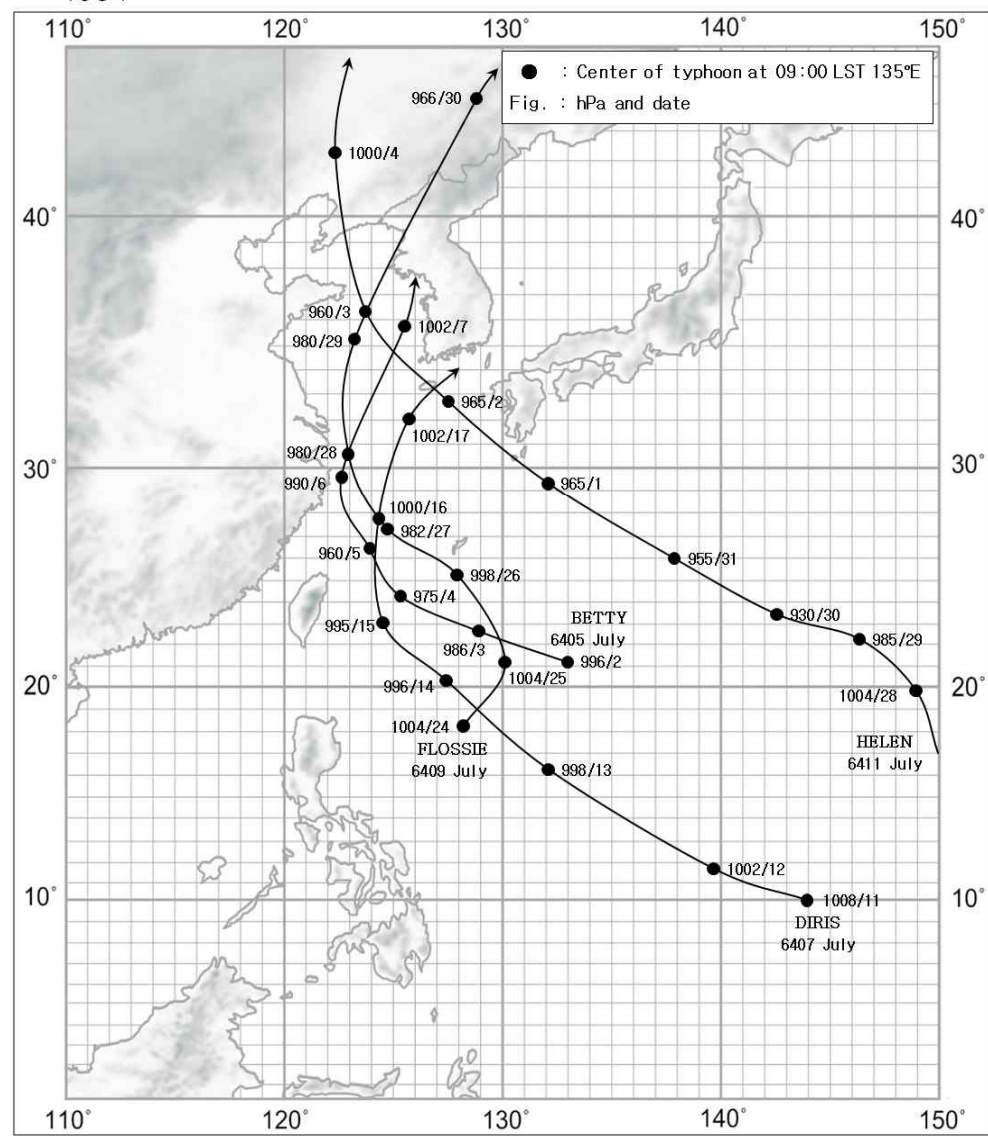 110° 120° 130° 140° 150°
● : Center of typhoon at 09:00 LST 135°E
Fig. : hPa and date
966/30
1000/4
40° 40°
960/3
1002/7
980/29
965/2
1002/17
980/28
30° 30°
990/6
965/1
1000/16
982/27
960/5
955/31
998/26
975/4
BETTY
6405 July
930/30
995/15
985/29
986/3
996/2
1004/25
996/14
20° 20°
1004/28
1004/24
FLOSSIE
6409 July
HELEN
6411 July
998/13
1002/12
10° 10°
1008/11
DIRIS
6407 July
110° 120° 130° 140° 150°